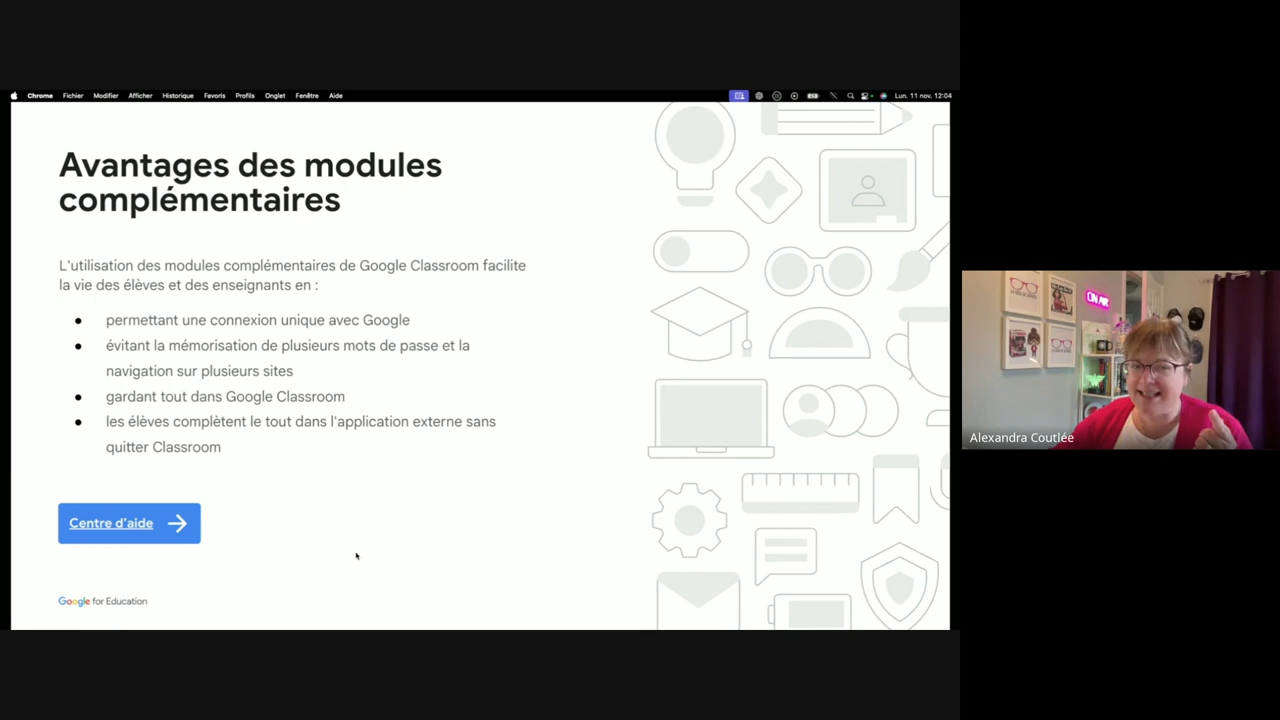 Chrome Fichier Modifier Afficher Historique Favoris Profils Onglet Fenêtre Aide Lun. 11 nov. 12:04
Avantages des modules
complémentaires
L'utilisation des modules complémentaires de Google Classroom facilite
la vie des élèves et des enseignants en :
● permettant une connexion unique avec Google
● évitant la mémorisation de plusieurs mots de passe et la
navigation sur plusieurs sites
● gardant tout dans Google Classroom
● les élèves complètent le tout dans l'application externe sans
quitter Classroom
Centre d'aide
Google for Education
ON AIR
Alexandra Coutlée